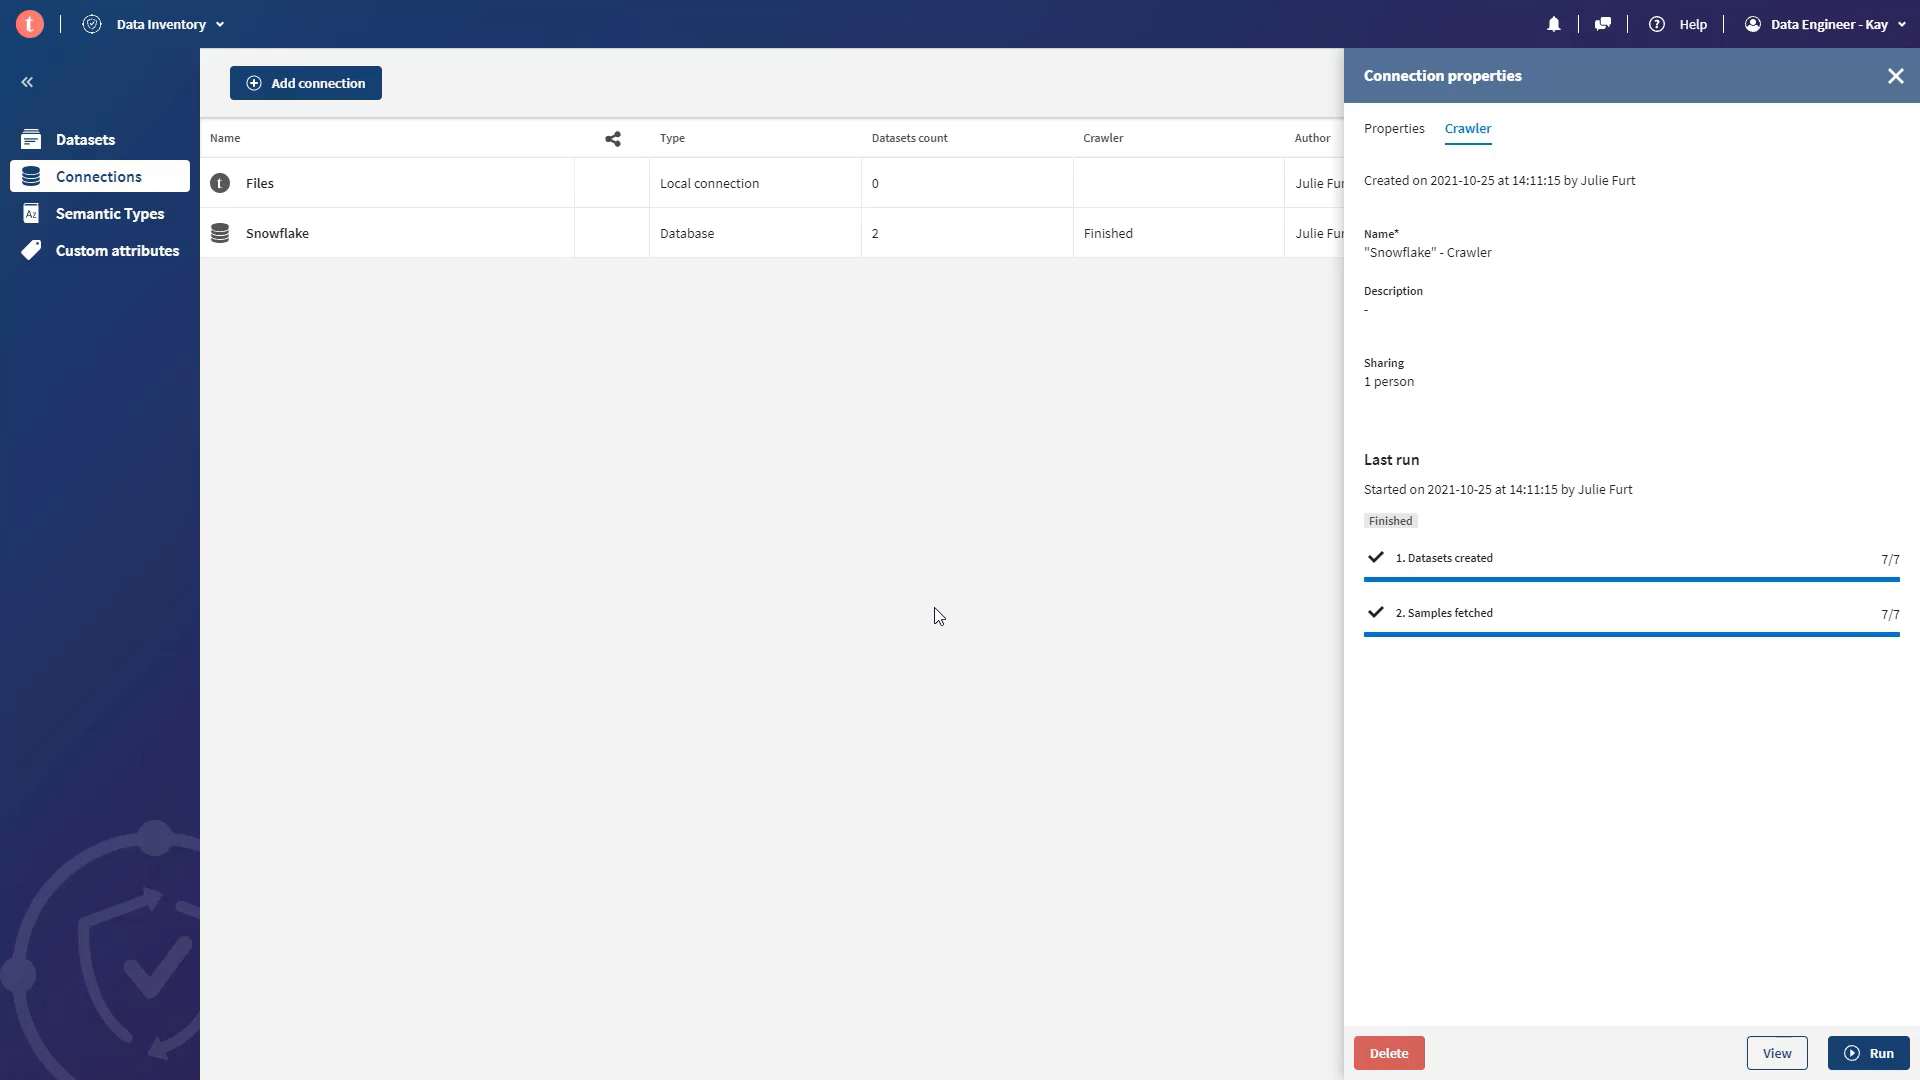 t
Data Inventory
Help
Data Engineer - Kay
Datasets
Connections
Az
Semantic Types
Custom attributes
Add connection
Name
Type
Datasets count
Crawler
Author
t
Files
Local connection
0
Julie Fur
Snowflake
Database
2
Finished
Julie Fur
Connection properties
Properties
Crawler
Created on 2021-10-25 at 14:11:15 by Julie Furt
Name*
"Snowflake" - Crawler
Description
-
Sharing
1 person
Last run
Started on 2021-10-25 at 14:11:15 by Julie Furt
Finished
1. Datasets created
7/7
2. Samples fetched
7/7
Delete
View
Run